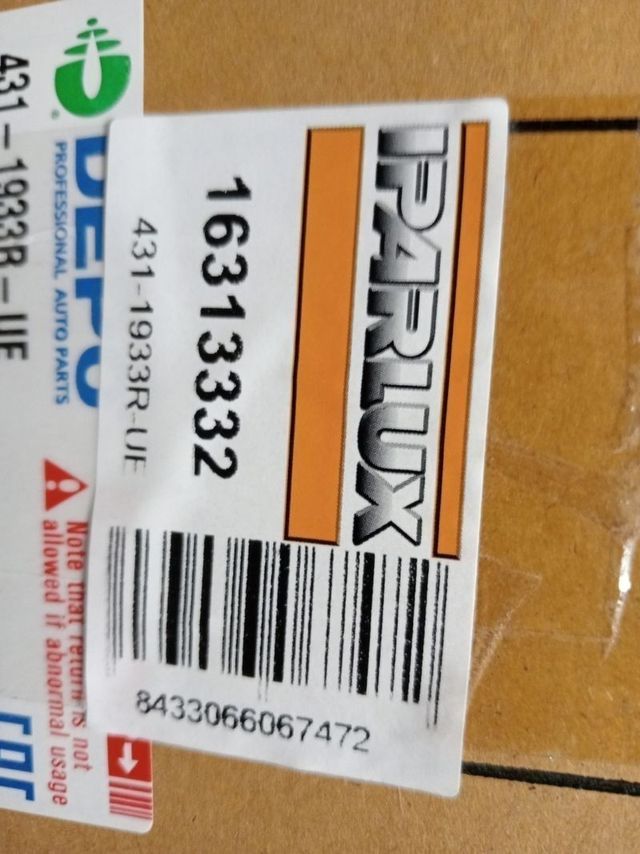 IPARLUX
16313332
431-1933R-UE
8433066067472
DEPO
PROFESSIONAL AUTO PARTS
431-1933R-UE
Note that return is not
allowed if abnormal usage